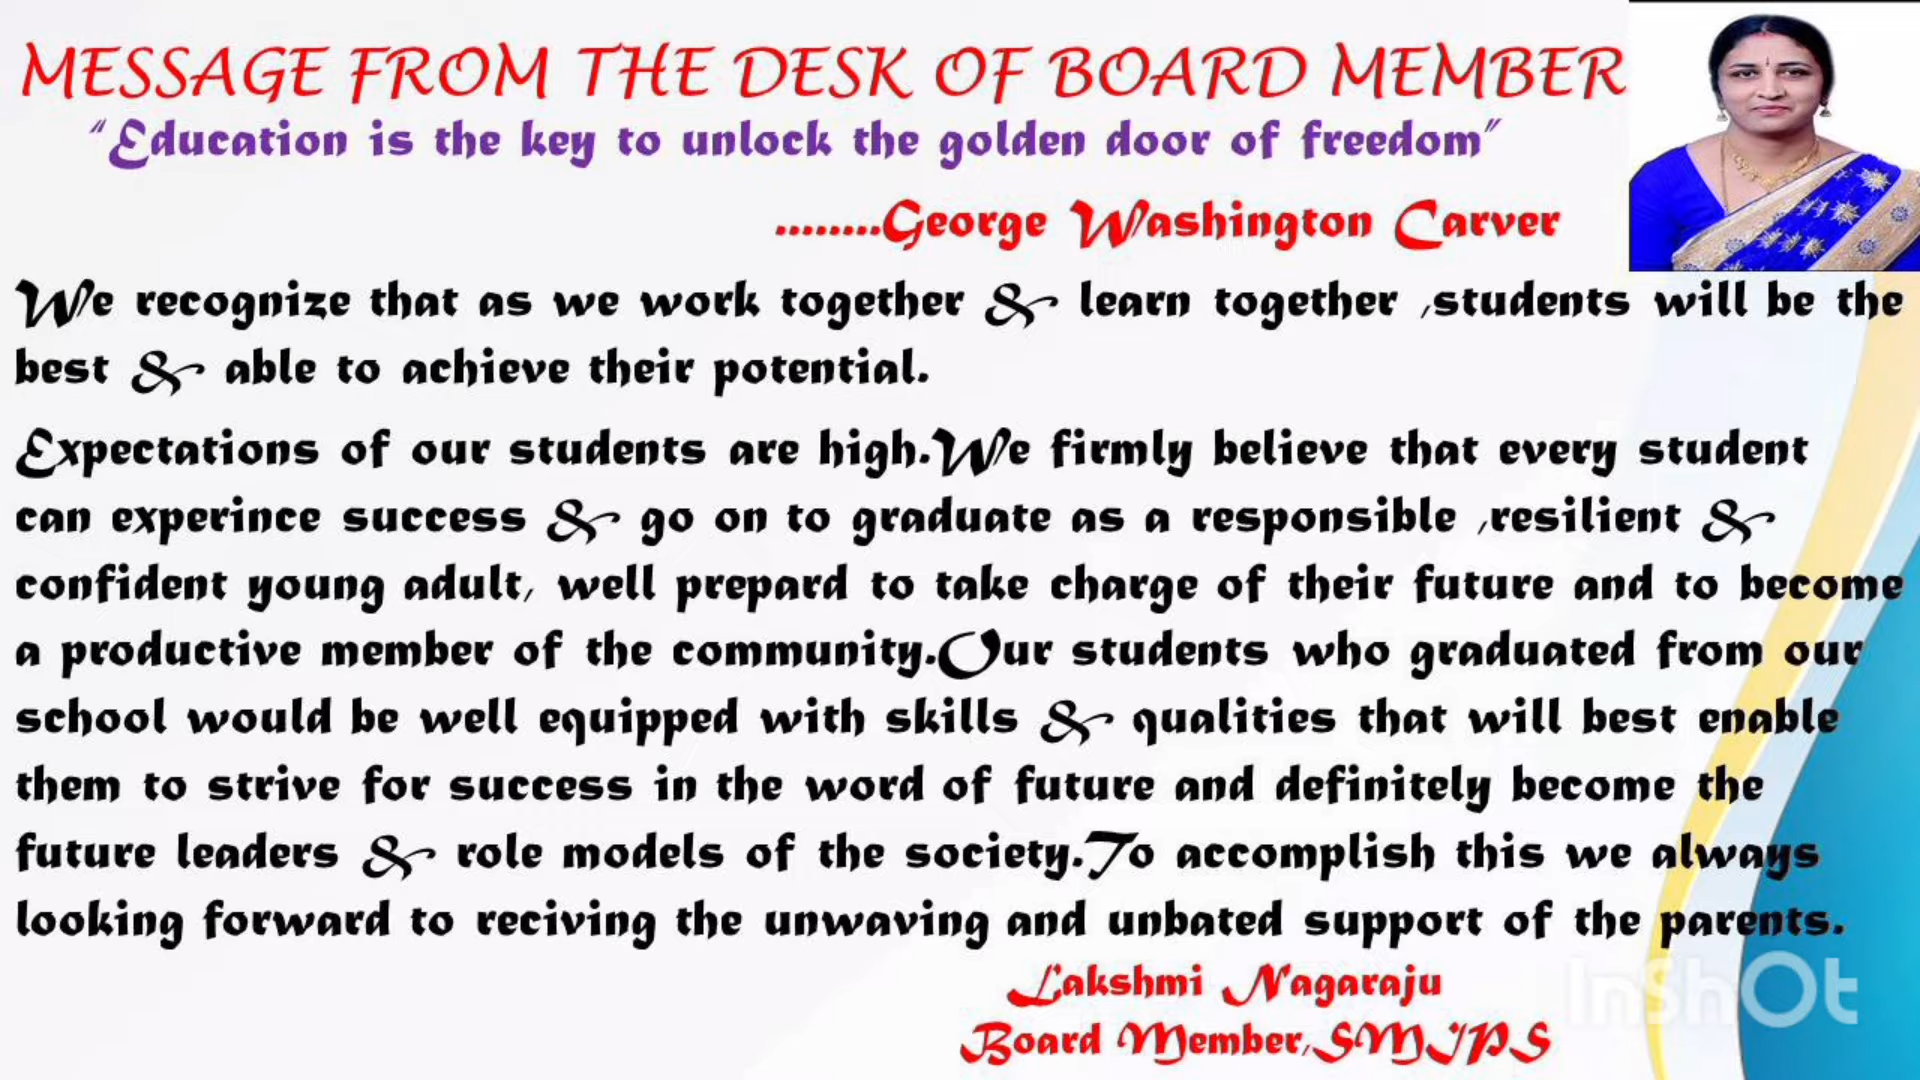 MESSAGE FROM THE DESK OF BOARD MEMBER
"Education is the key to unlock the golden door of freedom"
........George Washington Carver
We recognize that as we work together & learn together ,students will be the
best & able to achieve their potential.
Expectations of our students are high.We firmly believe that every student
can experince success & go on to graduate as a responsible ,resilient &
confident young adult, well prepard to take charge of their future and to become
a productive member of the community.Our students who graduated from our
school would be well equipped with skills & qualities that will best enable
them to strive for success in the word of future and definitely become the
future leaders & role models of the society.To accomplish this we always
looking forward to reciving the unwaving and unbated support of the parents.
Lakshmi Nagaraju
Board Member,SMJPS
InShOt